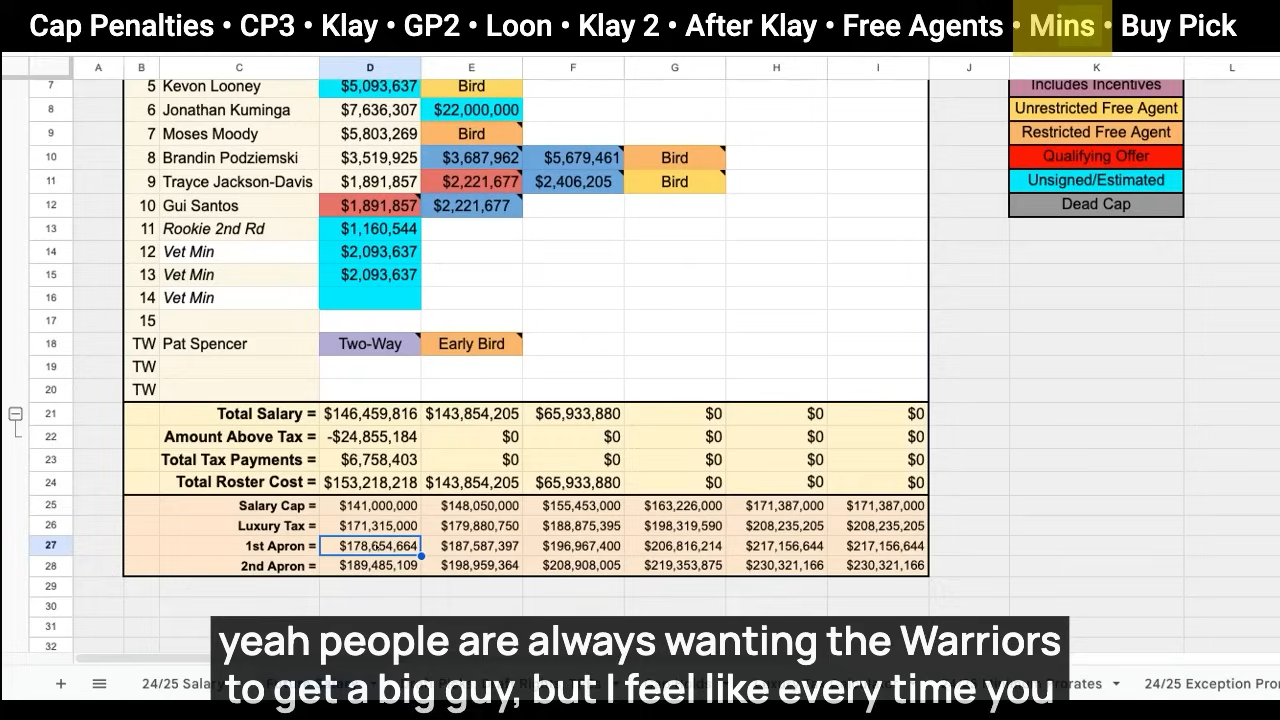 Cap Penalties • CP3 • Klay • GP2 • Loon • Klay 2 • After Klay • Free Agents • Mins • Buy Pick
A B C D E F G H I J K L
7 5 Kevon Looney $5,093,637 Bird Includes Incentives
8 6 Jonathan Kuminga $7,636,307 $22,000,000 Unrestricted Free Agent
9 7 Moses Moody $5,803,269 Bird Restricted Free Agent
10 8 Brandin Podziemski $3,519,925 $3,687,962 $5,679,461 Bird Qualifying Offer
11 9 Trayce Jackson-Davis $1,891,857 $2,221,677 $2,406,205 Bird Unsigned/Estimated
12 10 Gui Santos $1,891,857 $2,221,677 Dead Cap
13 11 Rookie 2nd Rd $1,160,544
14 12 Vet Min $2,093,637
15 13 Vet Min $2,093,637
16 14 Vet Min
17 15
18 TW Pat Spencer Two-Way Early Bird
19 TW
20 TW
21 Total Salary = $146,459,816 $143,854,205 $65,933,880 $0 $0 $0
22 Amount Above Tax = -$24,855,184 $0 $0 $0 $0 $0
23 Total Tax Payments = $6,758,403 $0 $0 $0 $0 $0
24 Total Roster Cost = $153,218,218 $143,854,205 $65,933,880 $0 $0 $0
25 Salary Cap = $141,000,000 $148,050,000 $155,453,000 $163,226,000 $171,387,000 $171,387,000
26 Luxury Tax = $171,315,000 $179,880,750 $188,875,395 $198,319,590 $208,235,205 $208,235,205
27 1st Apron = $178,654,664 $187,587,397 $196,967,400 $206,816,214 $217,156,644 $217,156,644
28 2nd Apron = $189,485,109 $198,959,364 $208,908,005 $219,353,875 $230,321,166 $230,321,166
29
30
31
32
yeah people are always wanting the Warriors
to get a big guy, but I feel like every time you
24/25 Salary
Prorates
24/25 Exception Pro